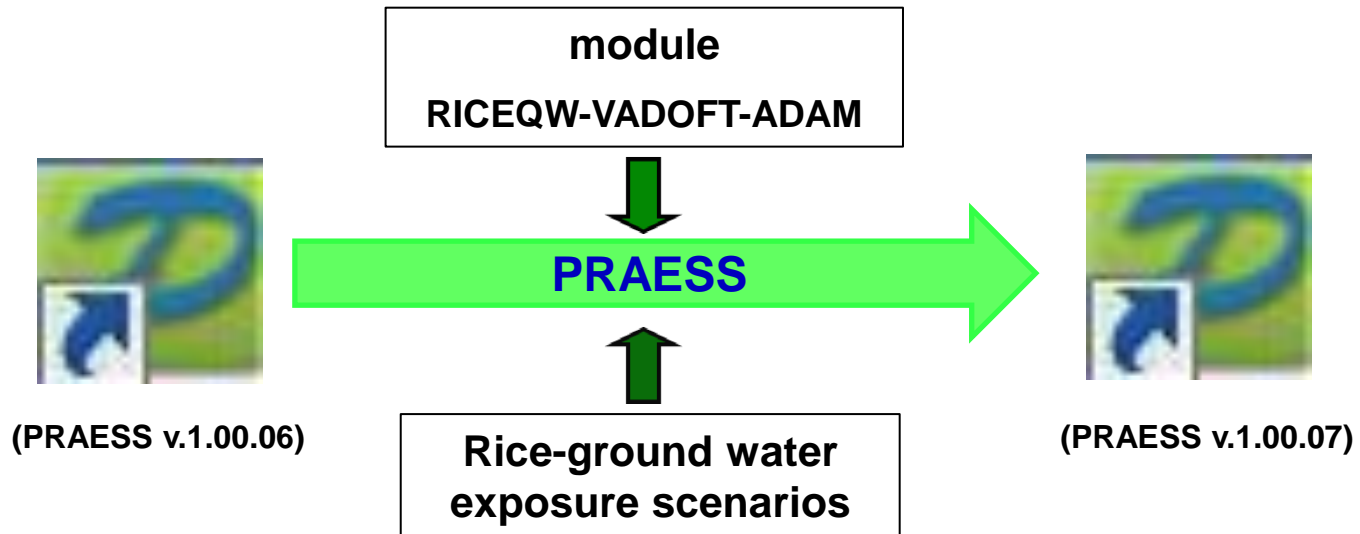 module
RICEQW-VADOFT-ADAM
PRAESS
(PRAESS v.1.00.06)
(PRAESS v.1.00.07)
Rice-ground water
exposure scenarios